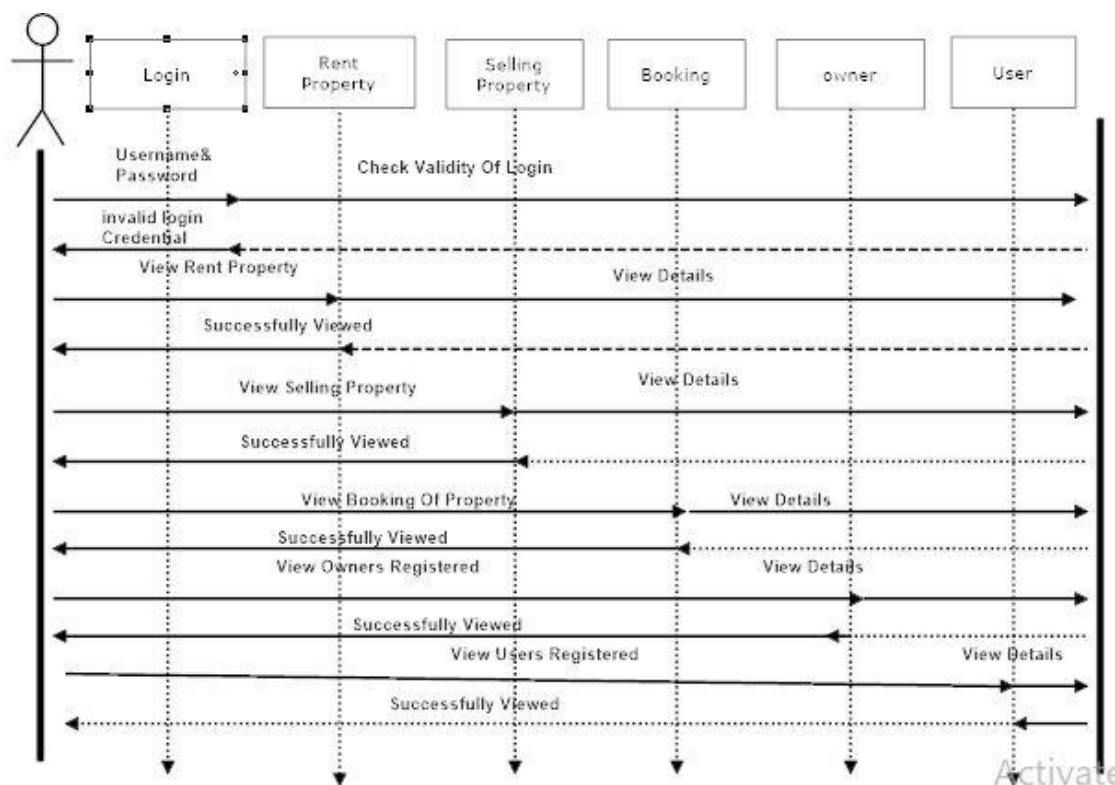 Login
Rent
Property
Selling
Property
Booking
owner
User
Username&
Password
Check Validity Of Login
invalid login
Credential
View Rent Property
View Details
Successfully Viewed
View Selling Property
View Details
Successfully Viewed
View Booking Of Property
View Details
Successfully Viewed
View Owners Registered
View Details
Successfully Viewed
View Users Registered
View Details
Successfully Viewed
Activate